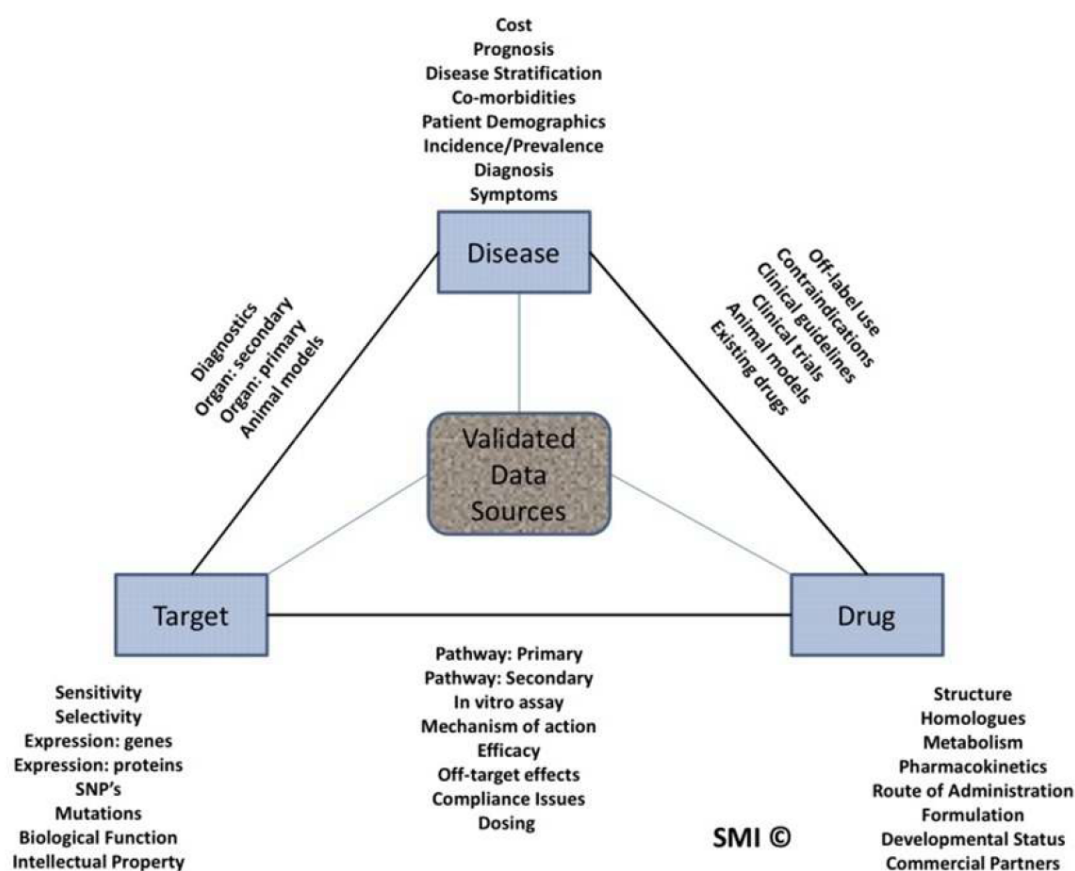 Cost
Prognosis
Disease Stratification
Co-morbidities
Patient Demographics
Incidence/Prevalence
Diagnosis
Symptoms
Disease
Diagnostics
Organ: secondary
Organ: primary
Animal models
Off-label use
Contraindications
Clinical guidelines
Clinical trials
Animal models
Existing drugs
Validated
Data
Sources
Target
Drug
Sensitivity
Selectivity
Expression: genes
Expression: proteins
SNP's
Mutations
Biological Function
Intellectual Property
Pathway: Primary
Pathway: Secondary
In vitro assay
Mechanism of action
Efficacy
Off-target effects
Compliance Issues
Dosing
SMI ©
Structure
Homologues
Metabolism
Pharmacokinetics
Route of Administration
Formulation
Developmental Status
Commercial Partners